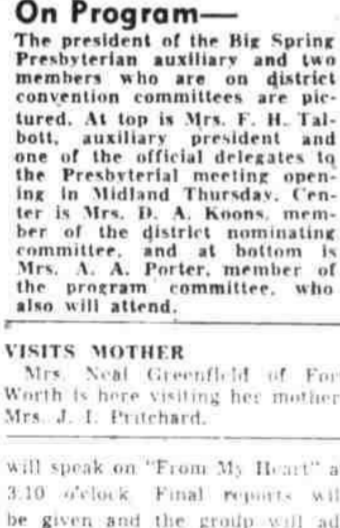 On Program—
The president of the Big Spring
Presbyterian auxiliary and two
members who are on district
convention committees are pic-
tured. At top is Mrs. F. H. Tal-
bott, auxiliary president and
one of the official delegates to
the Presbyterial meeting open-
ing in Midland Thursday. Cen-
ter is Mrs. D. A. Koons, mem-
ber of the district nominating
committee, and at bottom is
Mrs. A. A. Porter, member of
the program committee, who
also will attend.
VISITS MOTHER
Mrs. Neal Greenfield of For
Worth is here visiting her mother
Mrs. J. I. Pritchard.
will speak on "From My Heart" a
3:10 o'clock Final reports wil
be given and the group will ad